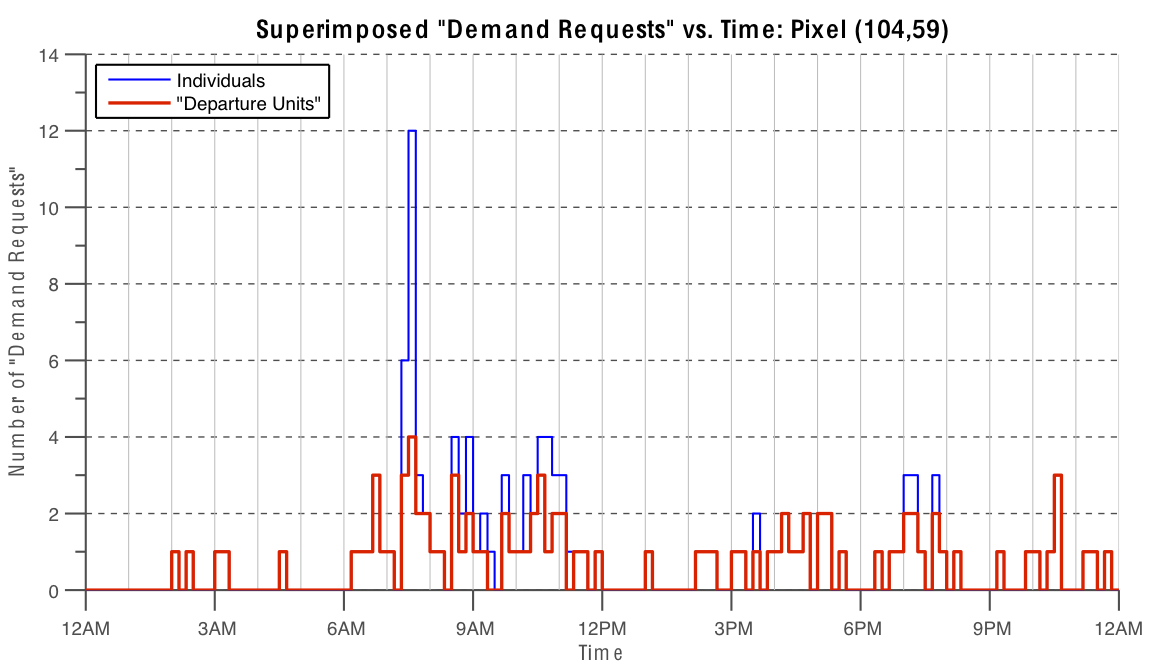 Superimposed "Demand Requests" vs. Time: Pixel (104,59)
Individuals
"Departure Units"
Number of "Demand Requests"
14
12
10
8
6
4
2
0
12AM 3AM 6AM 9AM 12PM 3PM 6PM 9PM 12AM
Time